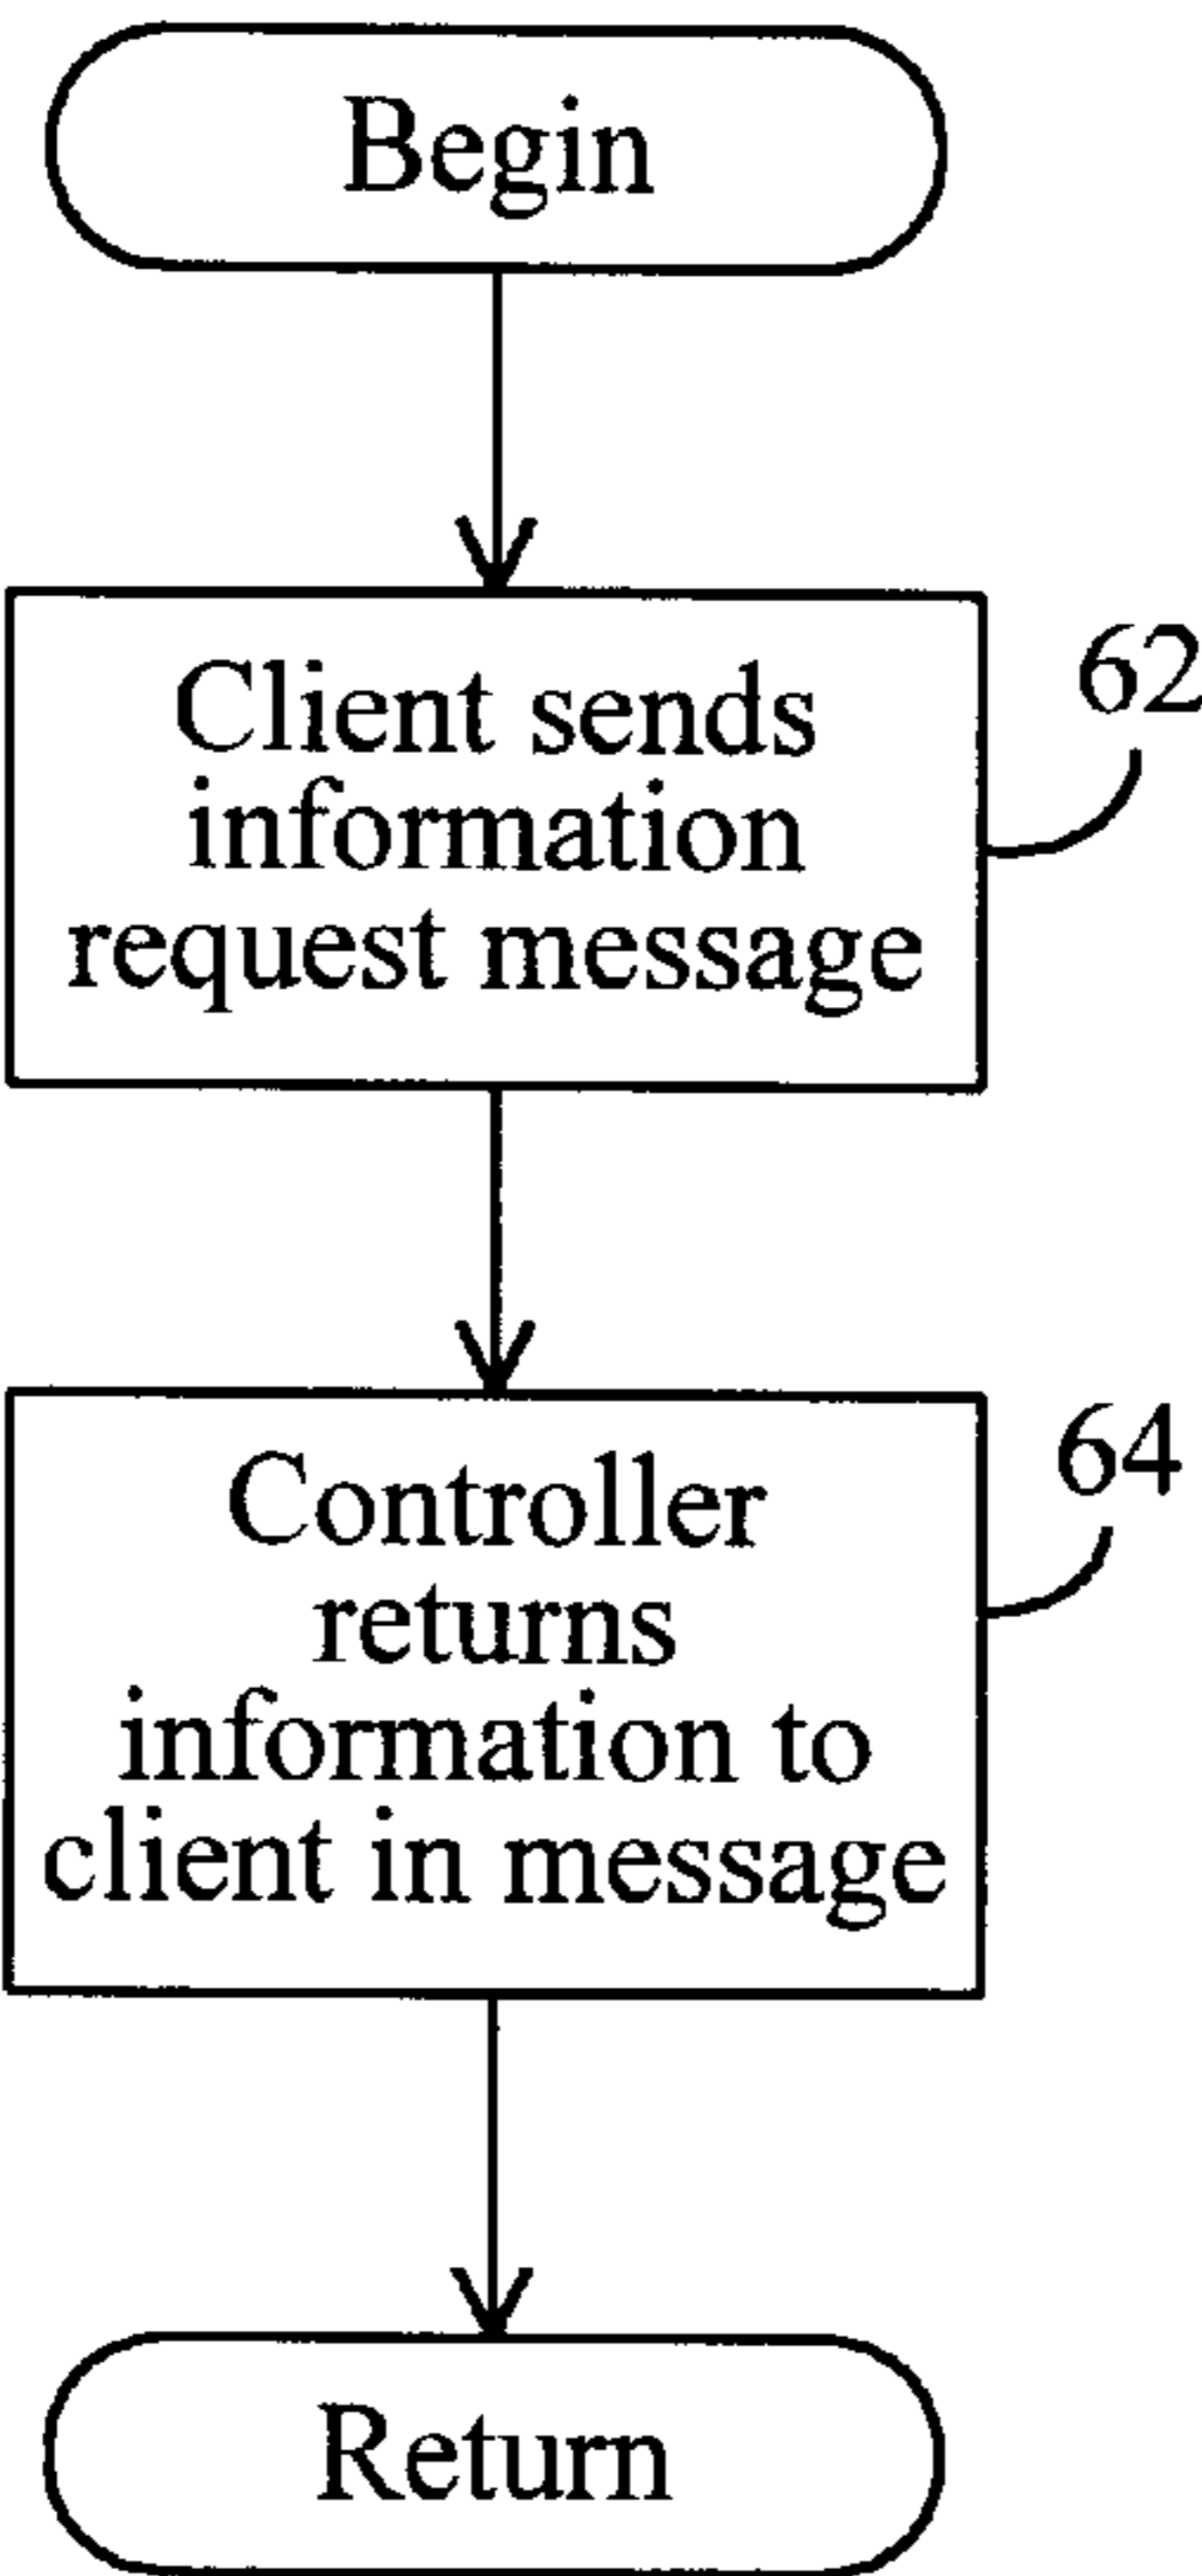 Begin
Client sends
information
request message
62
Controller
returns
information to
client in message
64
Return